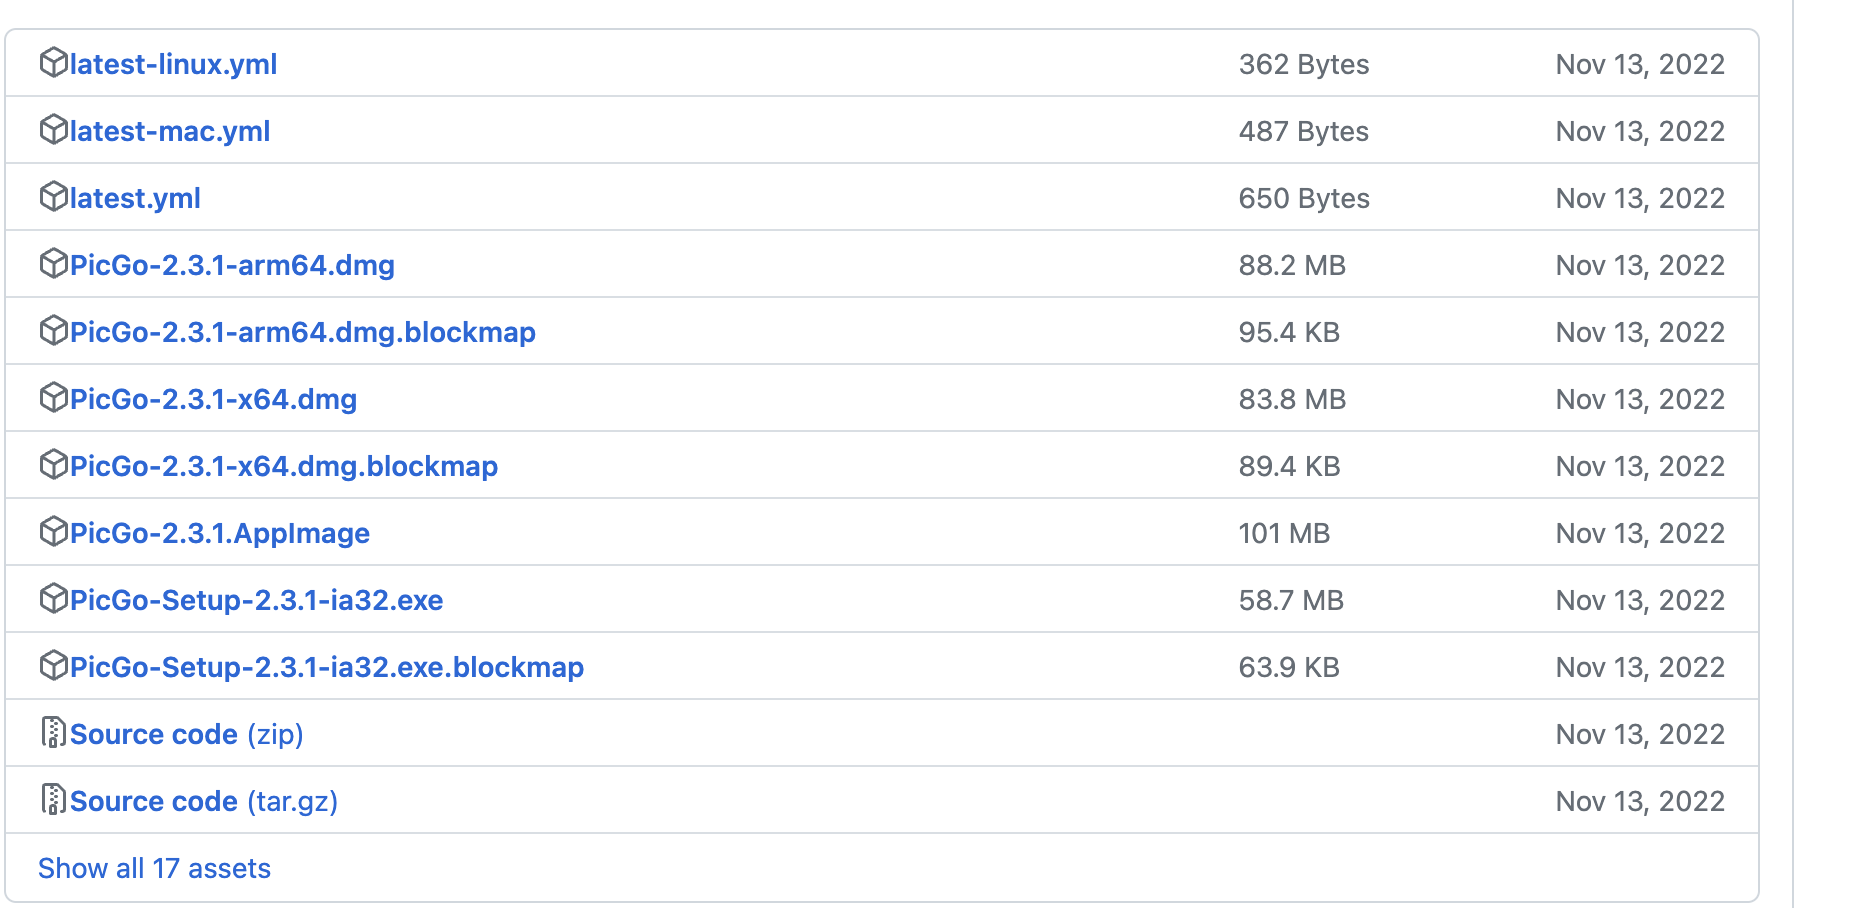 latest-linux.yml 362 Bytes Nov 13, 2022
latest-mac.yml 487 Bytes Nov 13, 2022
latest.yml 650 Bytes Nov 13, 2022
PicGo-2.3.1-arm64.dmg 88.2 MB Nov 13, 2022
PicGo-2.3.1-arm64.dmg.blockmap 95.4 KB Nov 13, 2022
PicGo-2.3.1-x64.dmg 83.8 MB Nov 13, 2022
PicGo-2.3.1-x64.dmg.blockmap 89.4 KB Nov 13, 2022
PicGo-2.3.1.AppImage 101 MB Nov 13, 2022
PicGo-Setup-2.3.1-ia32.exe 58.7 MB Nov 13, 2022
PicGo-Setup-2.3.1-ia32.exe.blockmap 63.9 KB Nov 13, 2022
Source code (zip) Nov 13, 2022
Source code (tar.gz) Nov 13, 2022
Show all 17 assets